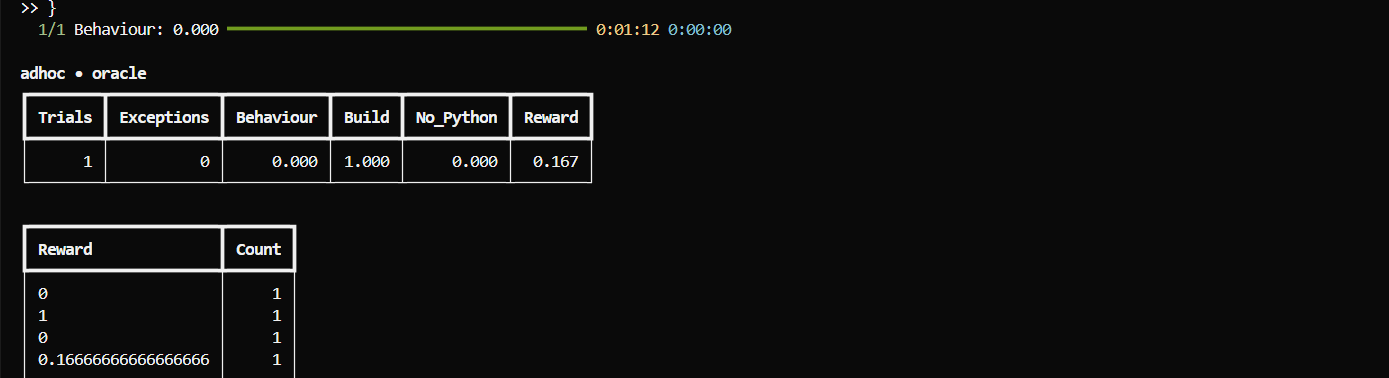 >> }
1/1 Behaviour: 0.000 0:01:12 0:00:00
adhoc • oracle
Trials Exceptions Behaviour Build No_Python Reward
1 0 0.000 1.000 0.000 0.167
Reward Count
0 1
1 1
0 1
0.16666666666666666 1